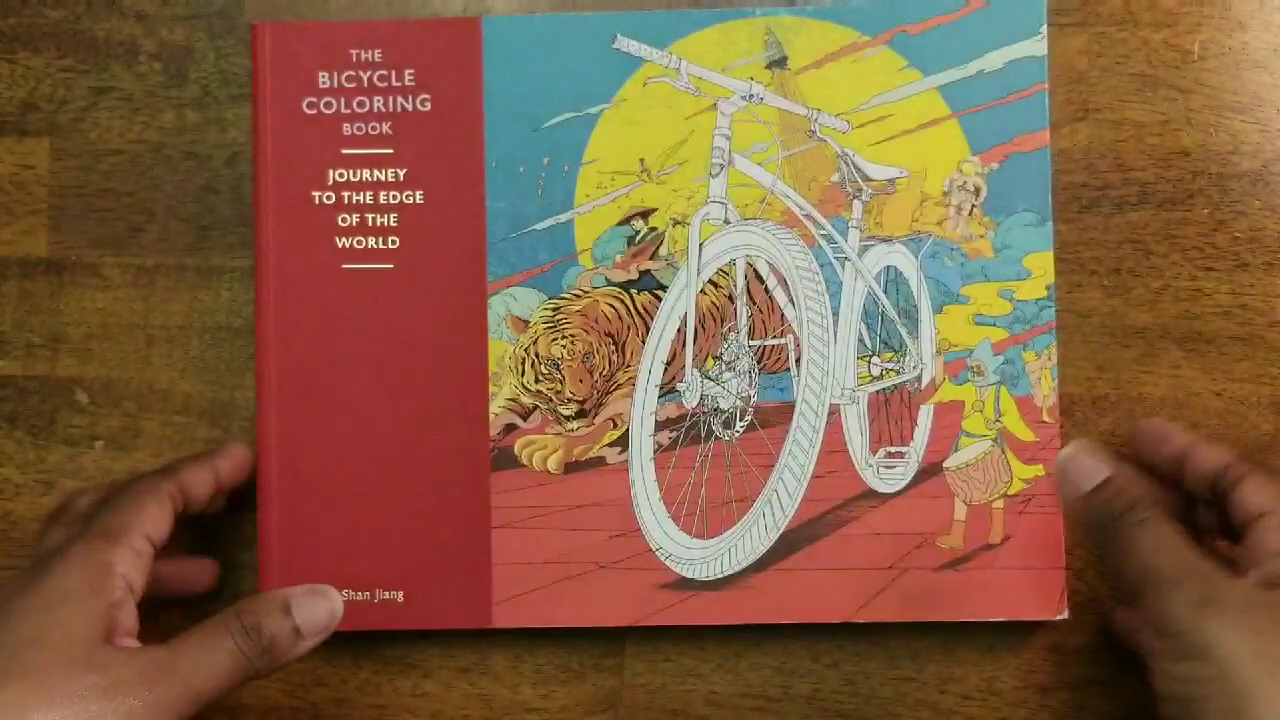 THE
BICYCLE
COLORING
BOOK
JOURNEY
TO THE EDGE
OF THE
WORLD
Shan Jiang